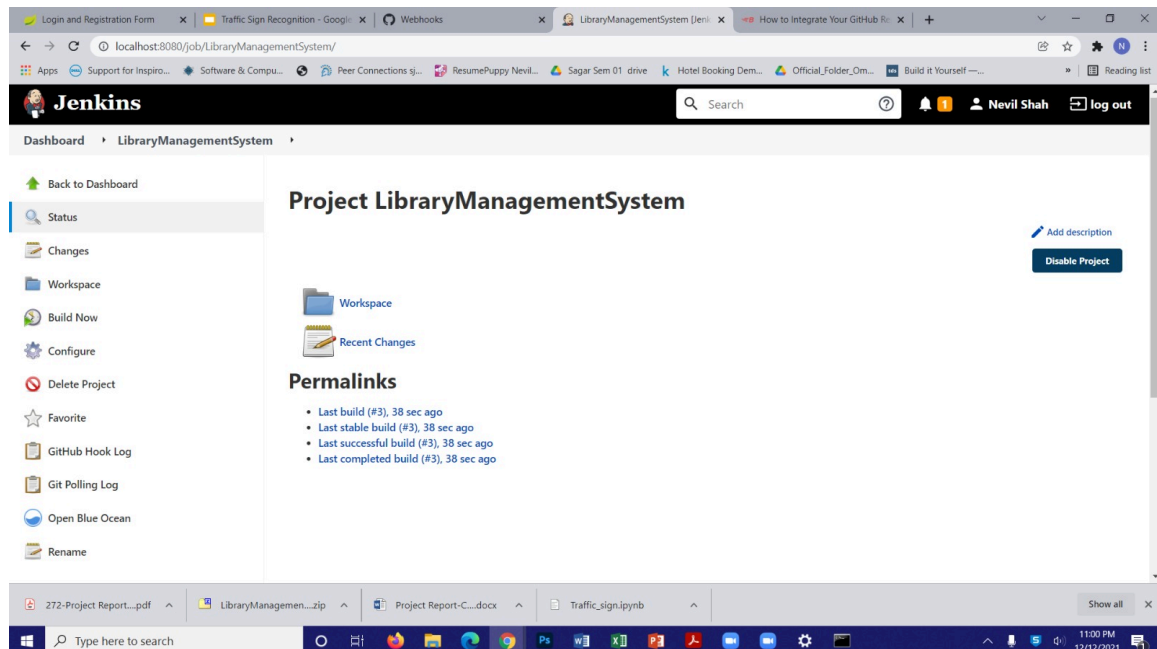 Login and Registration Form
Traffic Sign Recognition - Google
Webhooks
LibraryManagementSystem [Jenk
How to Integrate Your GitHub Re
localhost:8080/job/LibraryManagementSystem/
Apps
Support for Inspiro...
Software & Compu...
Peer Connections sj...
ResumePuppy Nevil...
Sagar Sem 01 drive
Hotel Booking Dem...
Official_Folder_Om...
Build it Yourself —...
»
Reading list
Jenkins
Search
1
Nevil Shah
log out
Dashboard
LibraryManagementSystem
Back to Dashboard
Status
Changes
Workspace
Build Now
Configure
Delete Project
Favorite
GitHub Hook Log
Git Polling Log
Open Blue Ocean
Rename
Project LibraryManagementSystem
Add description
Disable Project
Workspace
Recent Changes
Permalinks
Last build (#3), 38 sec ago
Last stable build (#3), 38 sec ago
Last successful build (#3), 38 sec ago
Last completed build (#3), 38 sec ago
272-Project Report....pdf
LibraryManagemen....zip
Project Report-C....docx
Traffic_sign.ipynb
Show all
Type here to search
11:00 PM
12/12/2021